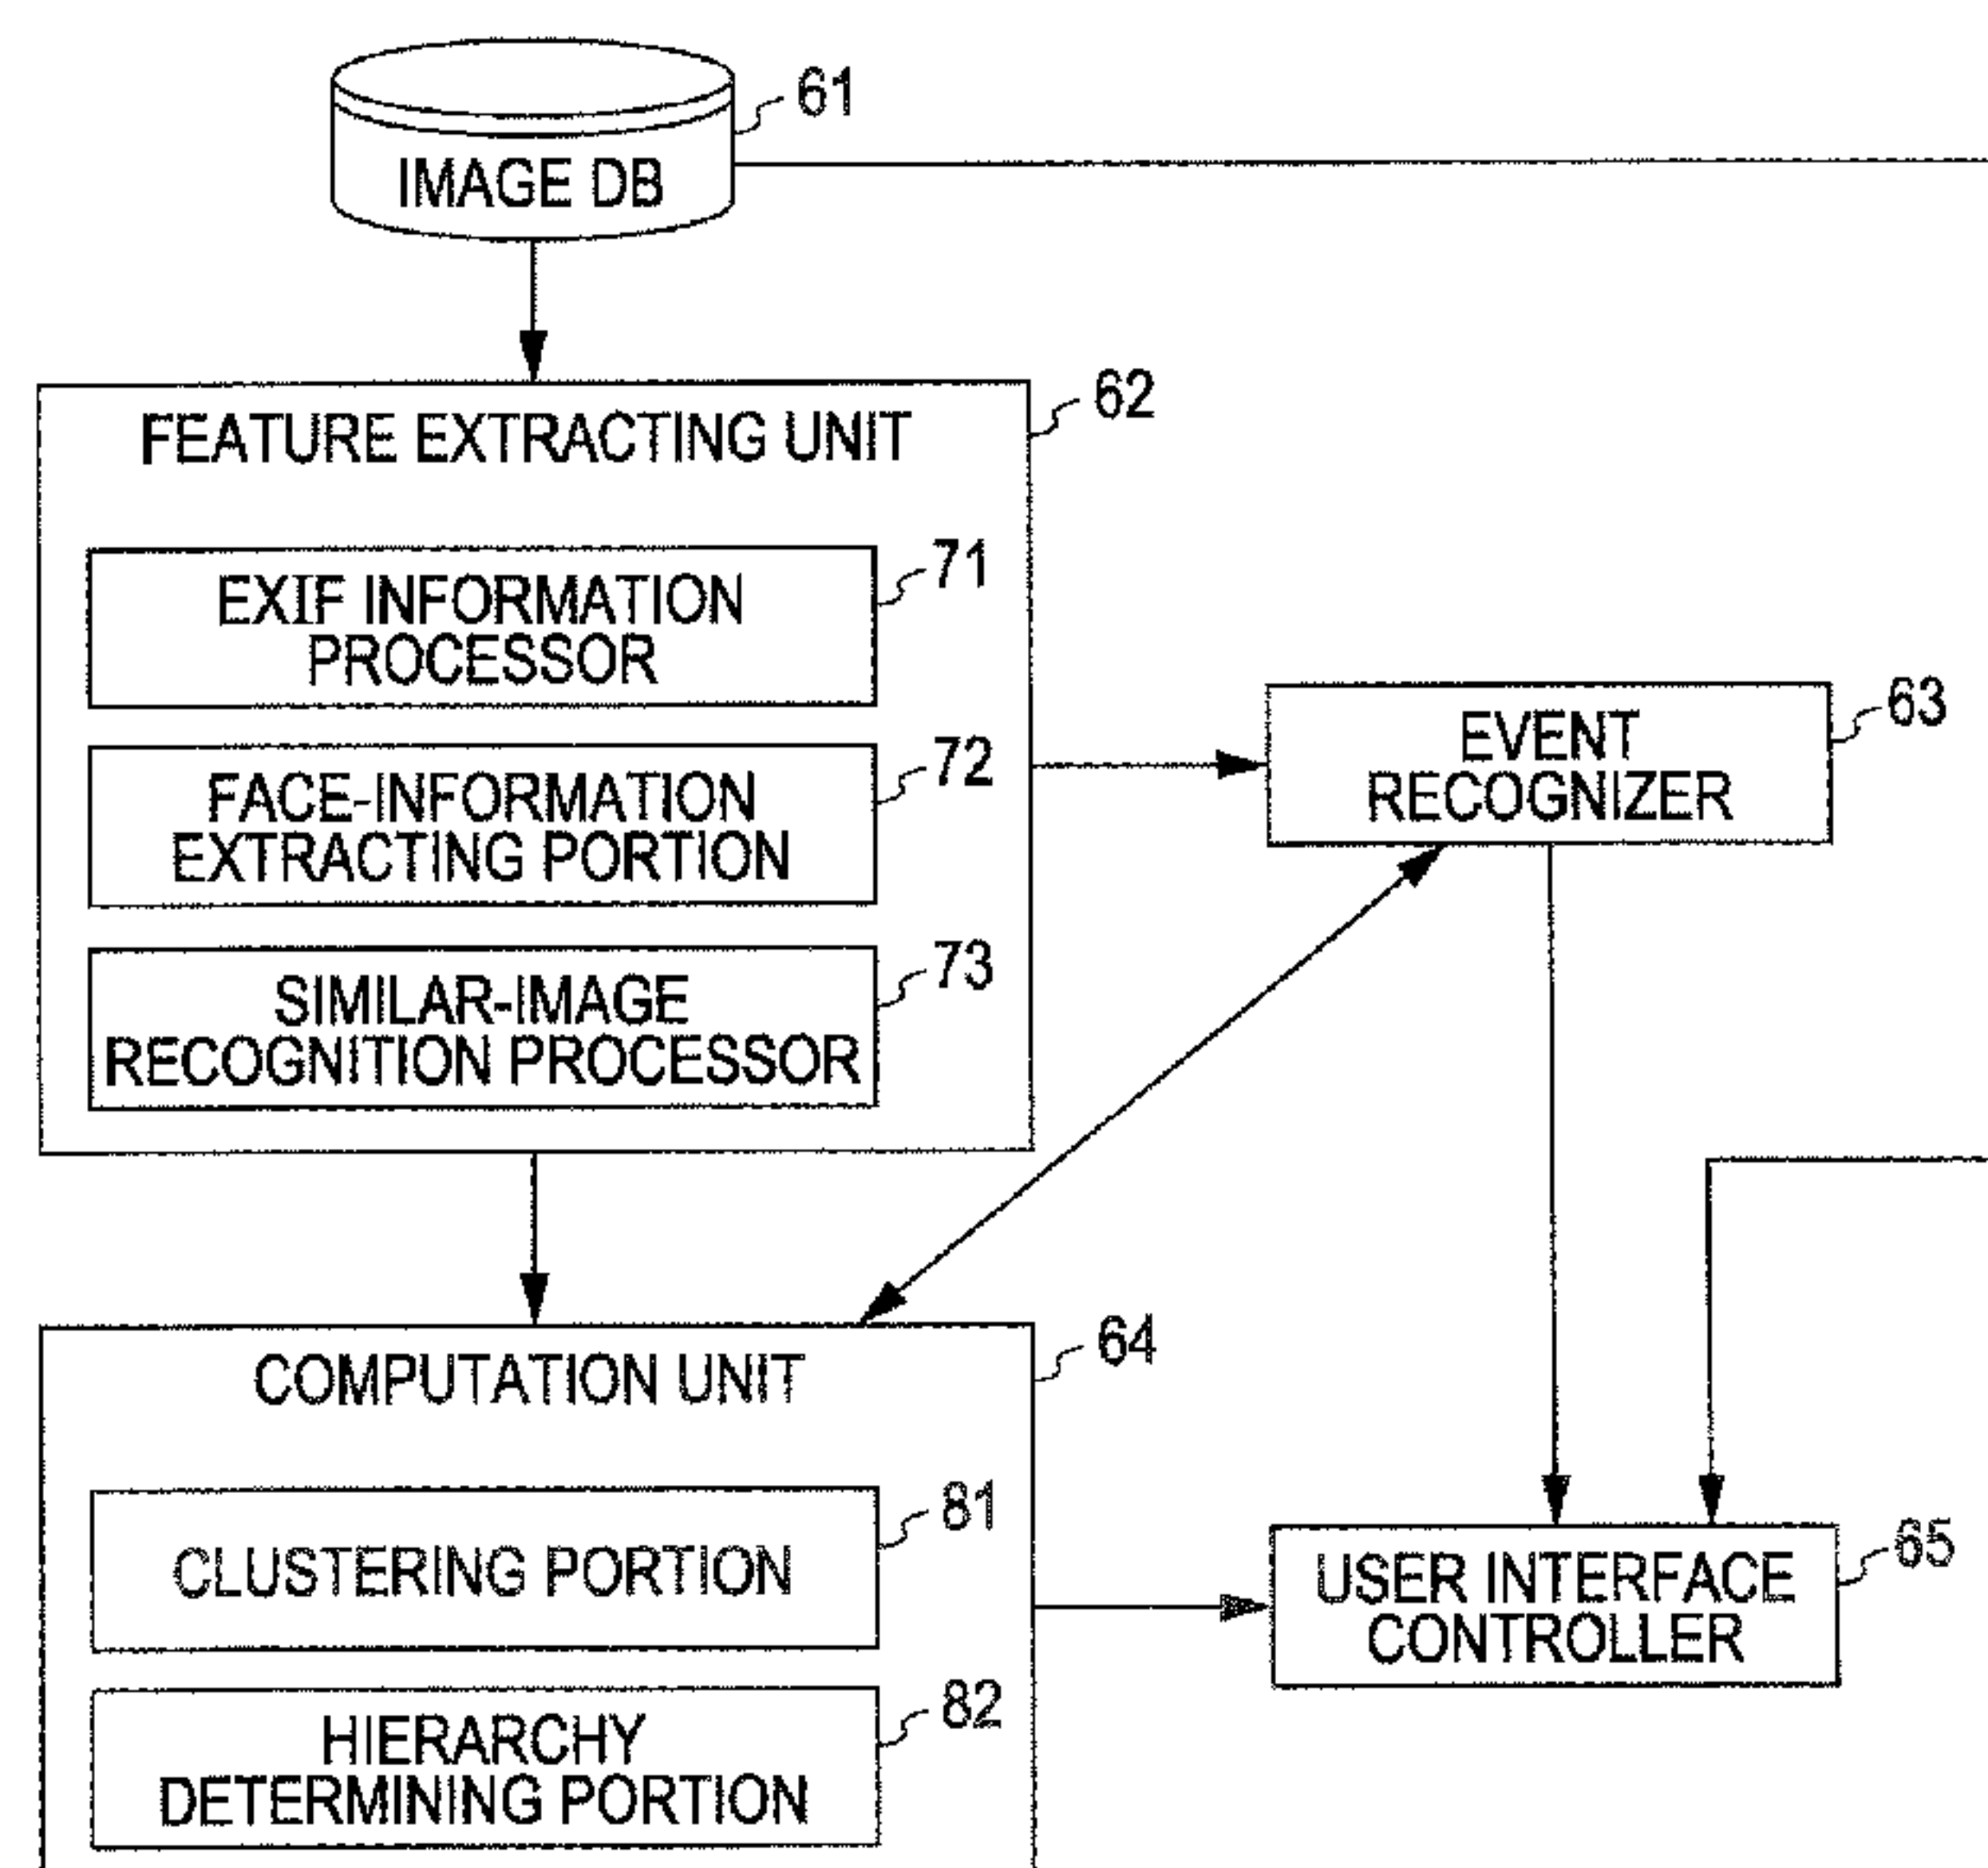 61
IMAGE DB
62
FEATURE EXTRACTING UNIT
71
EXIF INFORMATION
PROCESSOR
72
FACE-INFORMATION
EXTRACTING PORTION
73
SIMILAR-IMAGE
RECOGNITION PROCESSOR
63
EVENT
RECOGNIZER
64
COMPUTATION UNIT
81
CLUSTERING PORTION
82
HIERARCHY
DETERMINING PORTION
65
USER INTERFACE
CONTROLLER